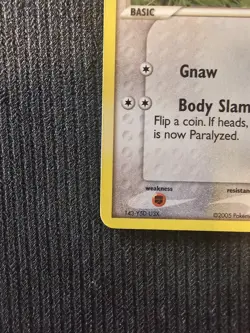 BASIC
Gnaw
Body Slam
Flip a coin. If heads,
is now Paralyzed.
weakness
resistan
©2005 Pokém